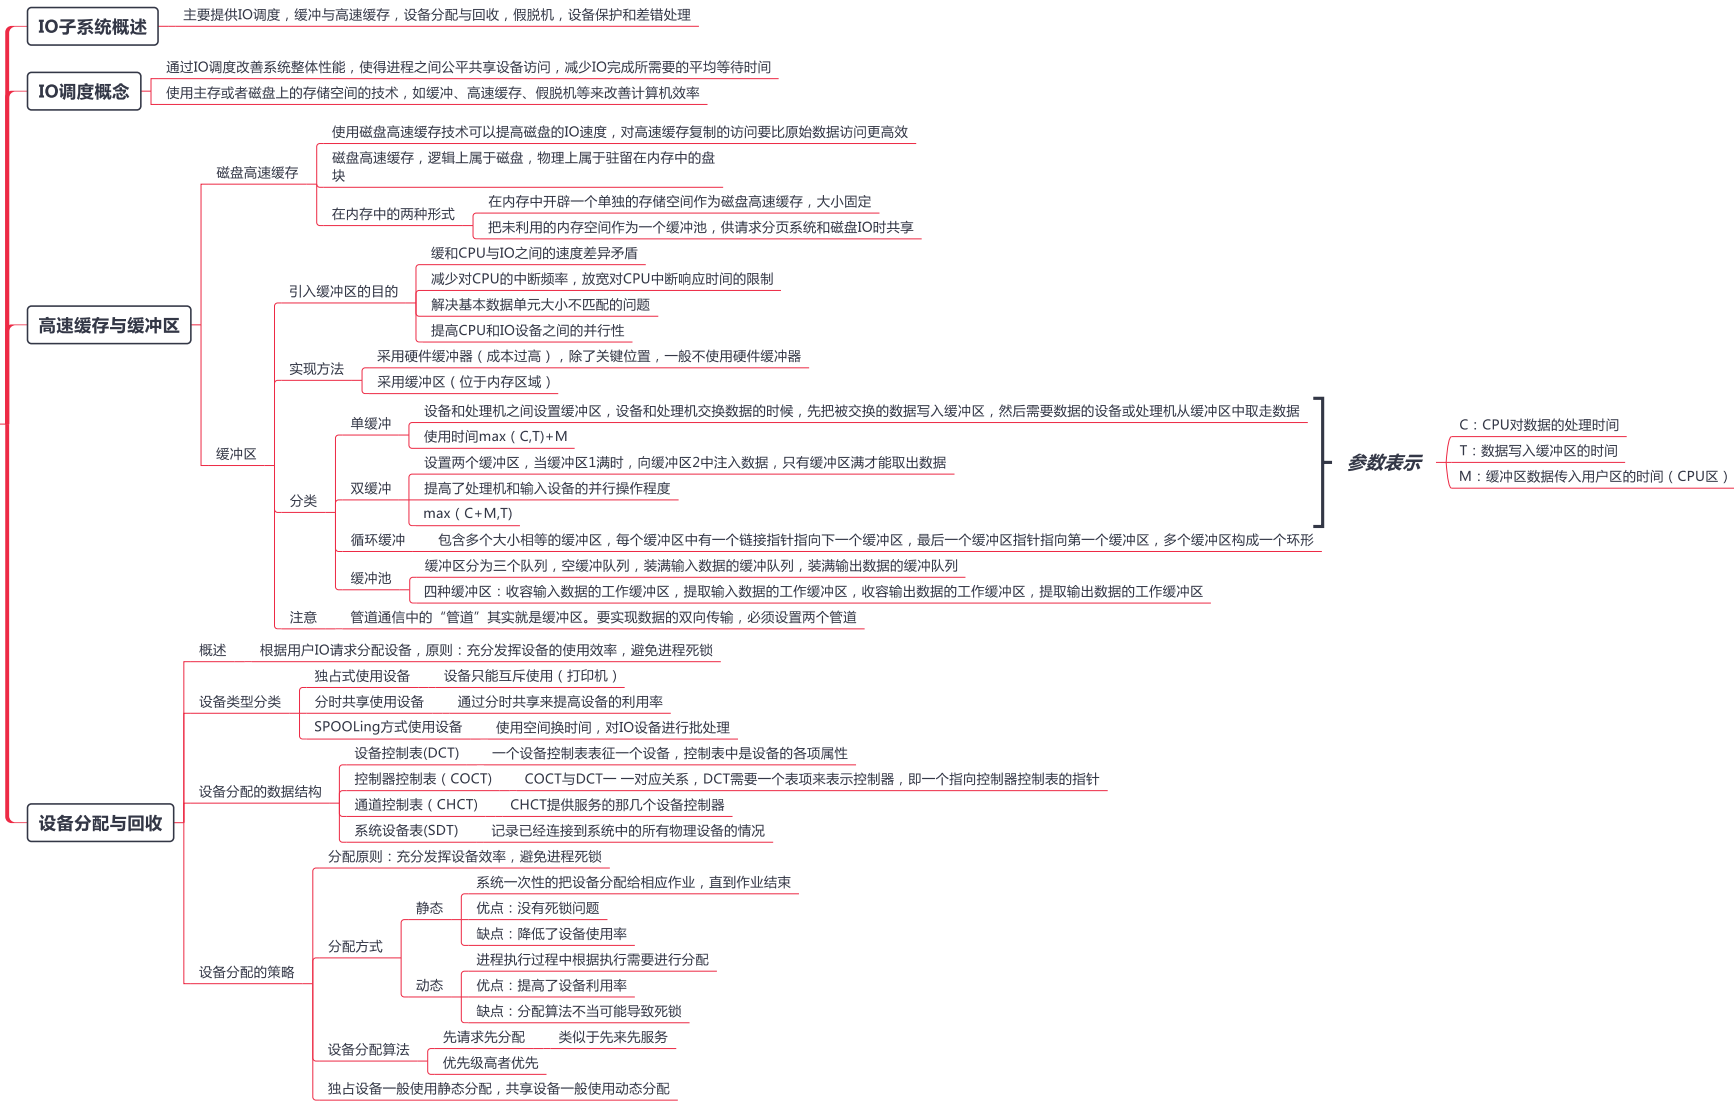 IO子系统概述
主要提供IO调度，缓冲与高速缓存，设备分配与回收，假脱机，设备保护和差错处理
IO调度概念
通过IO调度改善系统整体性能，使得进程之间公平共享设备访问，减少IO完成所需要的平均等待时间
使用主存或者磁盘上的存储空间的技术，如缓冲、高速缓存、假脱机等来改善计算机效率
高速缓存与缓冲区
磁盘高速缓存
使用磁盘高速缓存技术可以提高磁盘的IO速度，对高速缓存复制的访问要比原始数据访问更高效
磁盘高速缓存，逻辑上属于磁盘，物理上属于驻留在内存中的盘
块
在内存中的两种形式
在内存中开辟一个单独的存储空间作为磁盘高速缓存，大小固定
把未利用的内存空间作为一个缓冲池，供请求分页系统和磁盘IO时共享
缓冲区
引入缓冲区的目的
缓和CPU与IO之间的速度差异矛盾
减少对CPU的中断频率，放宽对CPU中断响应时间的限制
解决基本数据单元大小不匹配的问题
提高CPU和IO设备之间的并行性
实现方法
采用硬件缓冲器（成本过高），除了关键位置，一般不使用硬件缓冲器
采用缓冲区（位于内存区域）
分类
单缓冲
设备和处理机之间设置缓冲区，设备和处理机交换数据的时候，先把被交换的数据写入缓冲区，然后需要数据的设备或处理机从缓冲区中取走数据
使用时间max（C,T)+M
双缓冲
设置两个缓冲区，当缓冲区1满时，向缓冲区2中注入数据，只有缓冲区满才能取出数据
提高了处理机和输入设备的并行操作程度
max（C+M,T)
循环缓冲
包含多个大小相等的缓冲区，每个缓冲区中有一个链接指针指向下一个缓冲区，最后一个缓冲区指针指向第一个缓冲区，多个缓冲区构成一个环形
缓冲池
缓冲区分为三个队列，空缓冲队列，装满输入数据的缓冲队列，装满输出数据的缓冲队列
四种缓冲区：收容输入数据的工作缓冲区，提取输入数据的工作缓冲区，收容输出数据的工作缓冲区，提取输出数据的工作缓冲区
参数表示
C：CPU对数据的处理时间
T：数据写入缓冲区的时间
M：缓冲区数据传入用户区的时间（CPU区）
注意
管道通信中的“管道”其实就是缓冲区。要实现数据的双向传输，必须设置两个管道
设备分配与回收
概述
根据用户IO请求分配设备，原则：充分发挥设备的使用效率，避免进程死锁
设备类型分类
独占式使用设备
设备只能互斥使用（打印机）
分时共享使用设备
通过分时共享来提高设备的利用率
SPOOLing方式使用设备
使用空间换时间，对IO设备进行批处理
设备分配的数据结构
设备控制表(DCT)
一个设备控制表表征一个设备，控制表中是设备的各项属性
控制器控制表（COCT)
COCT与DCT一 一对应关系，DCT需要一个表项来表示控制器，即一个指向控制器控制表的指针
通道控制表（CHCT)
CHCT提供服务的那几个设备控制器
系统设备表(SDT)
记录已经连接到系统中的所有物理设备的情况
设备分配的策略
分配原则：充分发挥设备效率，避免进程死锁
分配方式
静态
系统一次性的把设备分配给相应作业，直到作业结束
优点：没有死锁问题
缺点：降低了设备使用率
动态
进程执行过程中根据执行需要进行分配
优点：提高了设备利用率
缺点：分配算法不当可能导致死锁
设备分配算法
先请求先分配
类似于先来先服务
优先级高者优先
独占设备一般使用静态分配，共享设备一般使用动态分配